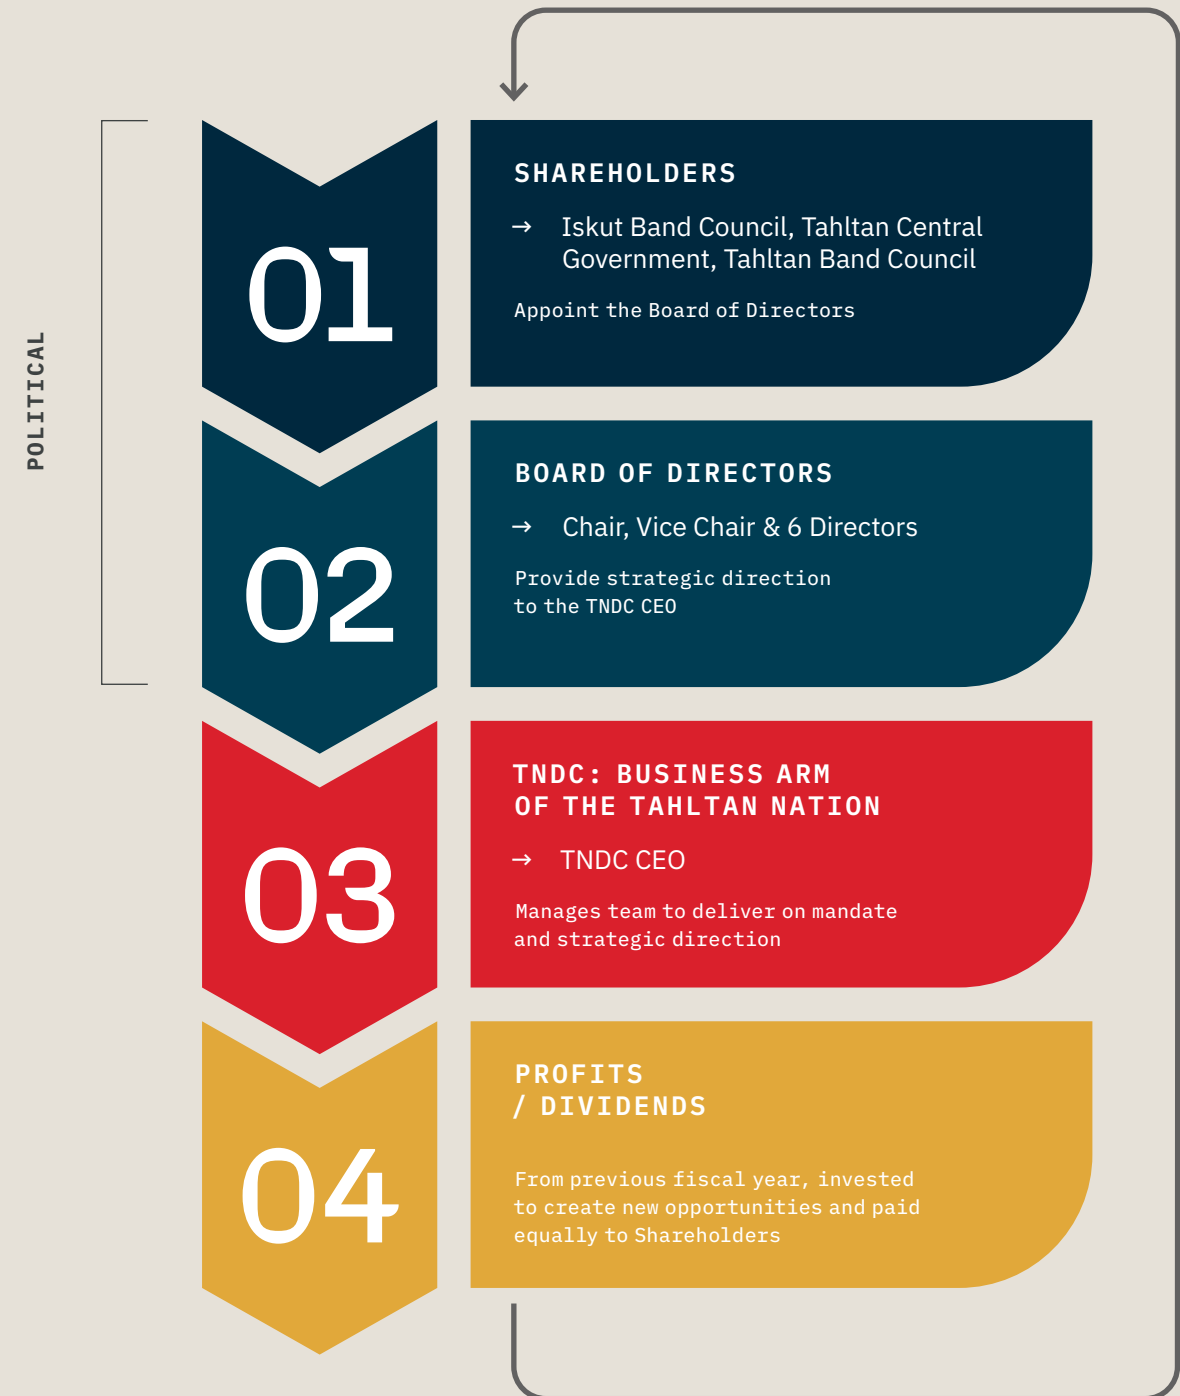 POLITICAL
01
SHAREHOLDERS
→ Iskut Band Council, Tahltan Central
Government, Tahltan Band Council
Appoint the Board of Directors
02
BOARD OF DIRECTORS
→ Chair, Vice Chair & 6 Directors
Provide strategic direction
to the TNDC CEO
03
TNDC: BUSINESS ARM
OF THE TAHLTAN NATION
→ TNDC CEO
Manages team to deliver on mandate
and strategic direction
04
PROFITS
/ DIVIDENDS
From previous fiscal year, invested
to create new opportunities and paid
equally to Shareholders